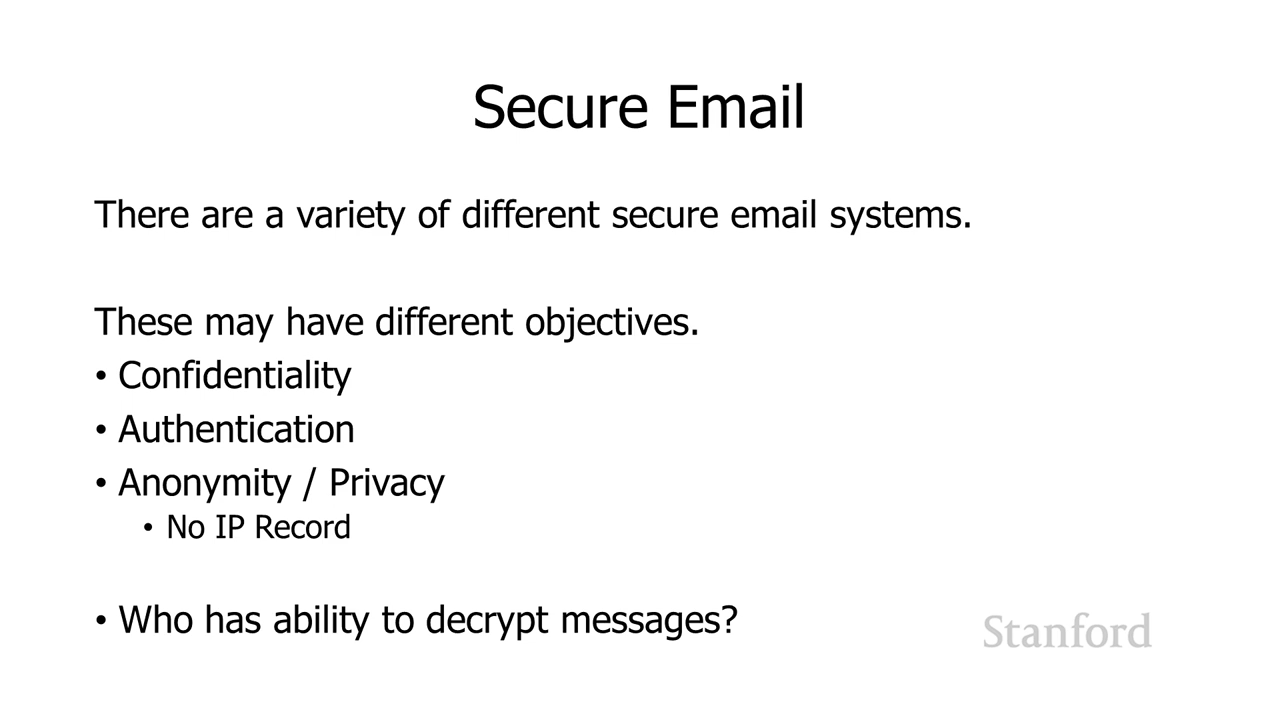 Secure Email
There are a variety of different secure email systems.
These may have different objectives.
• Confidentiality
• Authentication
• Anonymity / Privacy
• No IP Record
• Who has ability to decrypt messages?
Stanford